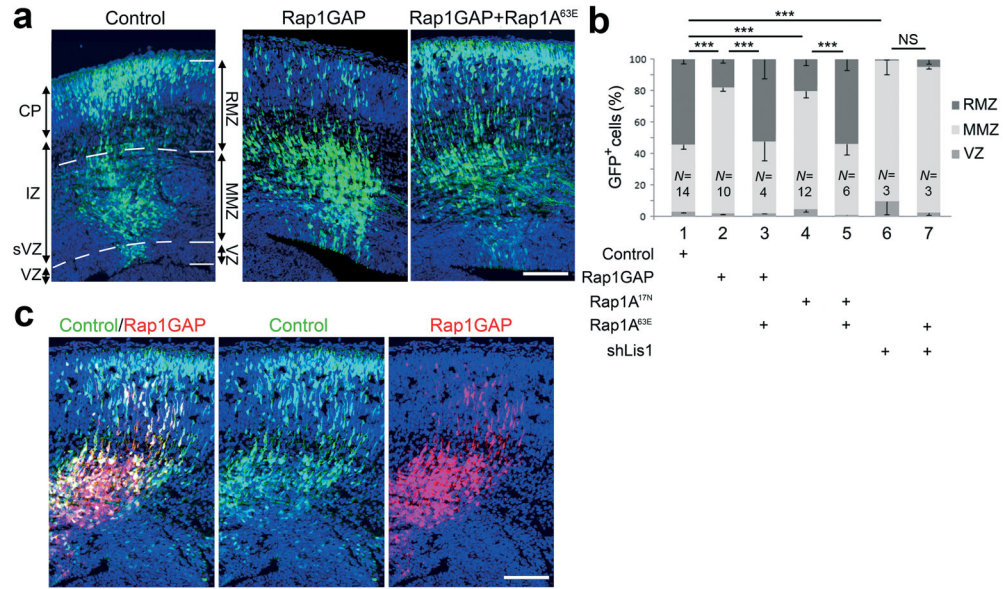 a
Control
Rap1GAP
Rap1GAP+Rap1A63E
CP
IZ
sVZ
VZ
RMZ
MMZ
VZ
b
***
***
NS
*** *** ***
GFP+ cells (%)
100
80
60
40
20
0
N= N= N= N= N= N= N=
14 10 4 12 6 3 3
RMZ
MMZ
VZ
1 2 3 4 5 6 7
Control +
Rap1GAP + +
Rap1A17N + +
Rap1A63E + + +
shLis1 + +
c
Control/Rap1GAP
Control
Rap1GAP